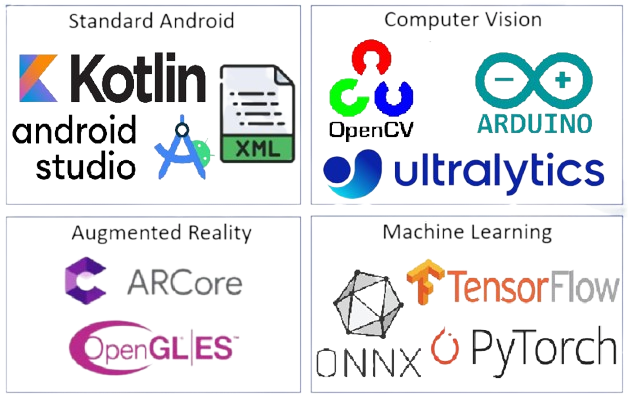 Standard Android
Kotlin
android
studio
XML
Computer Vision
OpenCV
ARDUINO
ultralytics
Augmented Reality
ARCore
OpenGL|ES™
Machine Learning
TensorFlow
ONNX
PyTorch